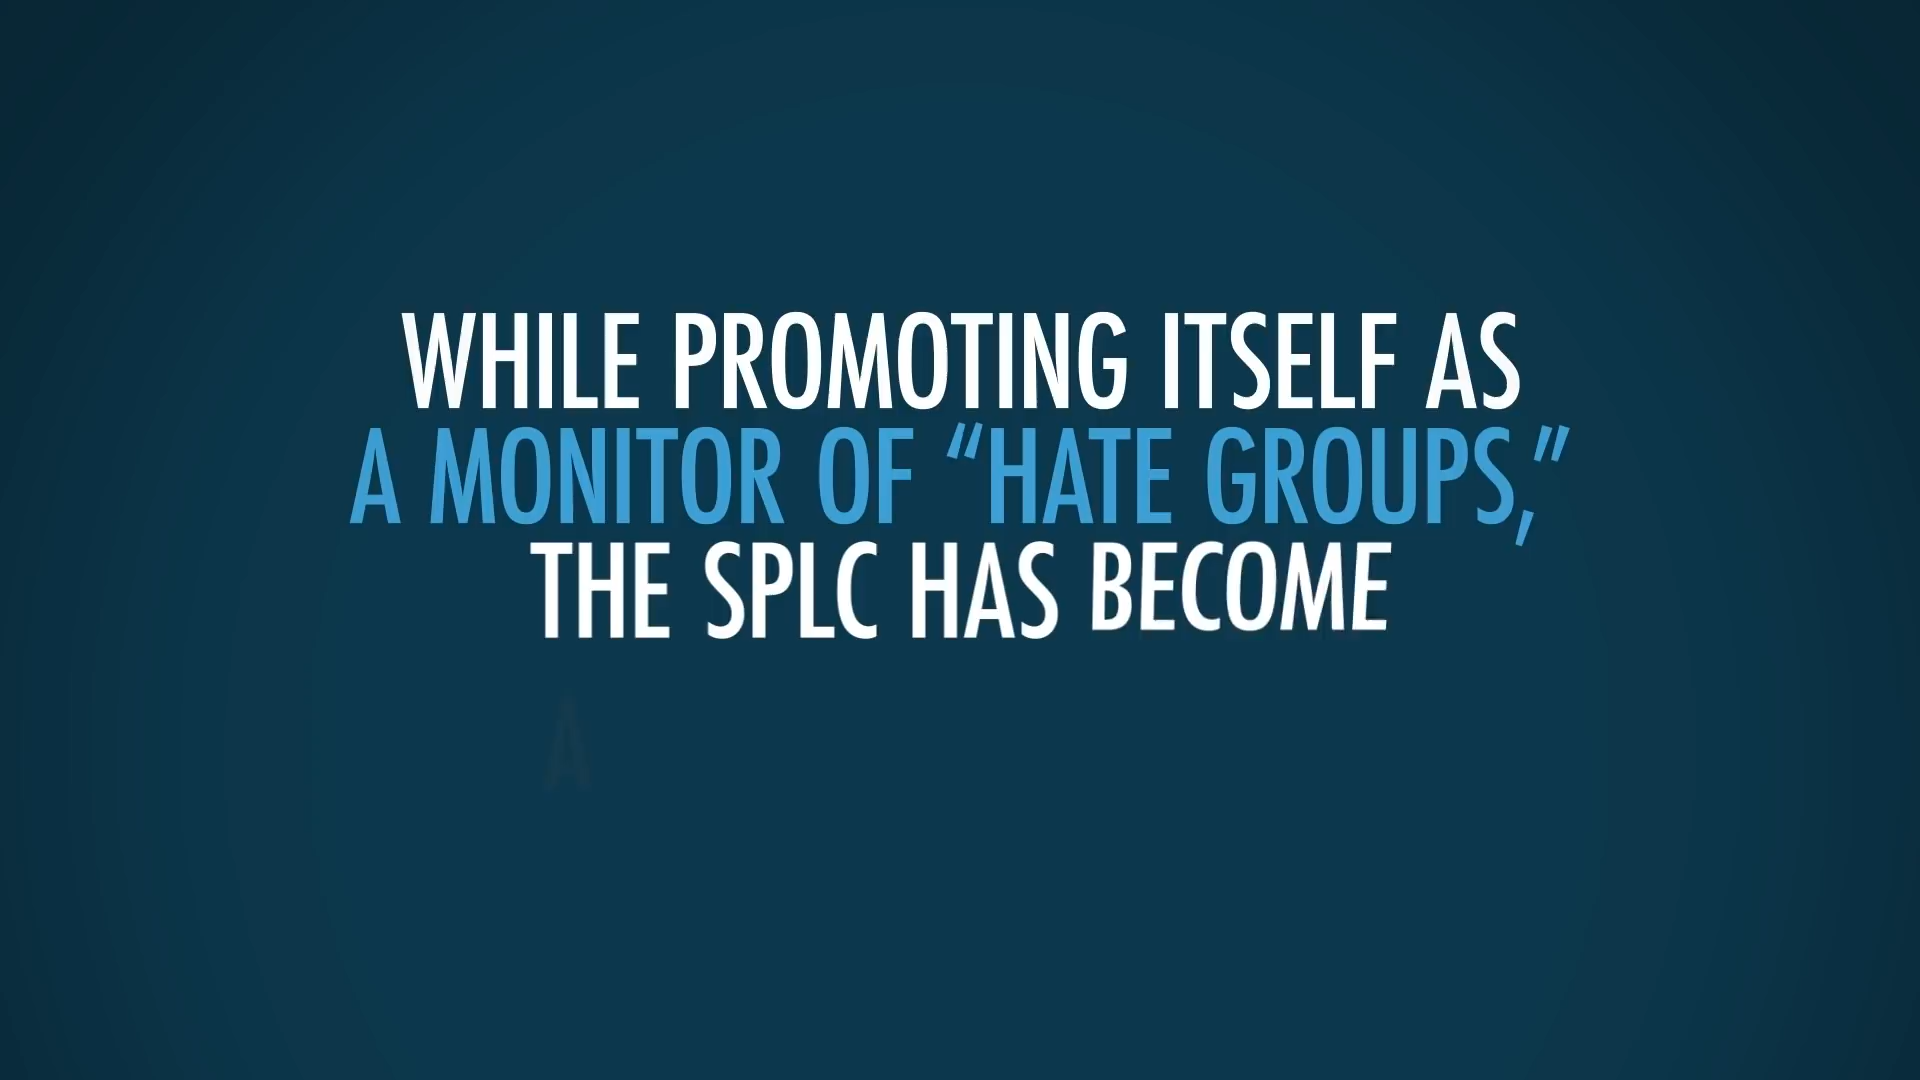 WHILE PROMOTING ITSELF AS
A MONITOR OF “HATE GROUPS,”
THE SPLC HAS BECOME
A